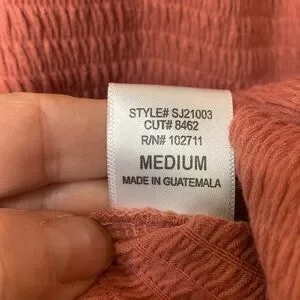 STYLE# SJ21003
CUT# 8462
R/N# 102711
MEDIUM
MADE IN GUATEMALA